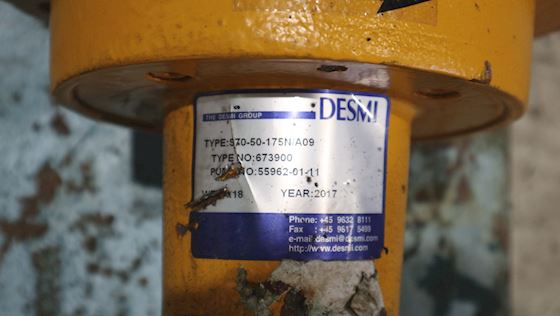 THE DESMI GROUP DESMI
TYPE:S70-50-175N/A09
TYPE NO:673900
NO:55962-01-11
YEAR:2017
Phone: +45 9632 8111
Fax : +45 9617 5499
e-mail: desmi@desmi.com
http://www.desmi.com